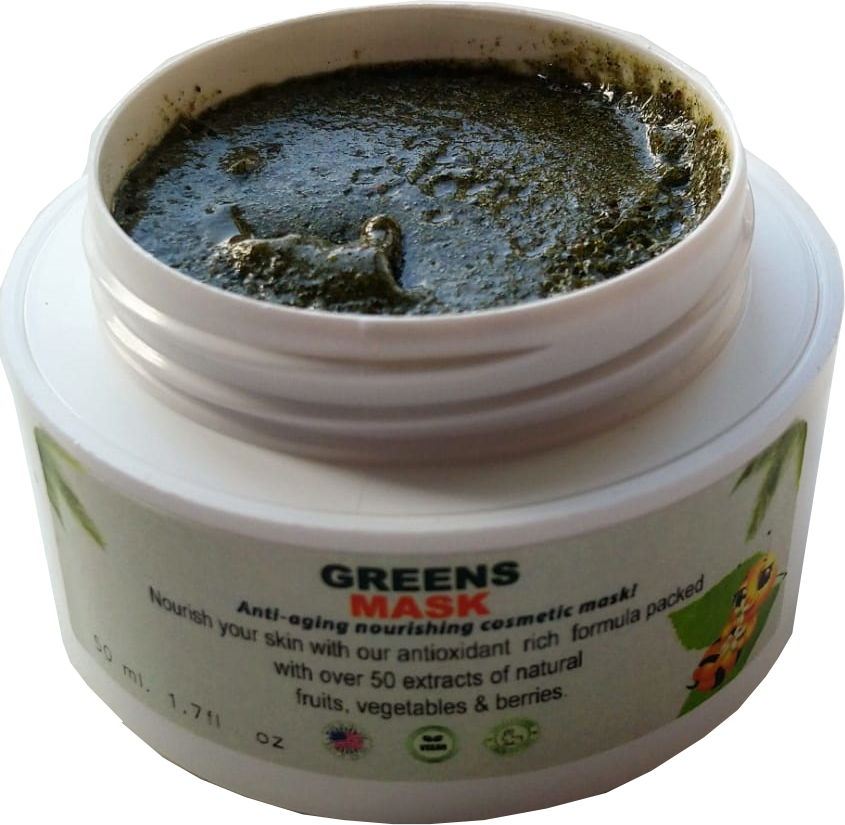 GREENS
MASK
Anti-aging nourishing cosmetic mask!
Nourish your skin with our antioxidant rich formula packed
with over 50 extracts of natural
fruits, vegetables & berries.
50 ml. 1.7fl oz
VEGAN